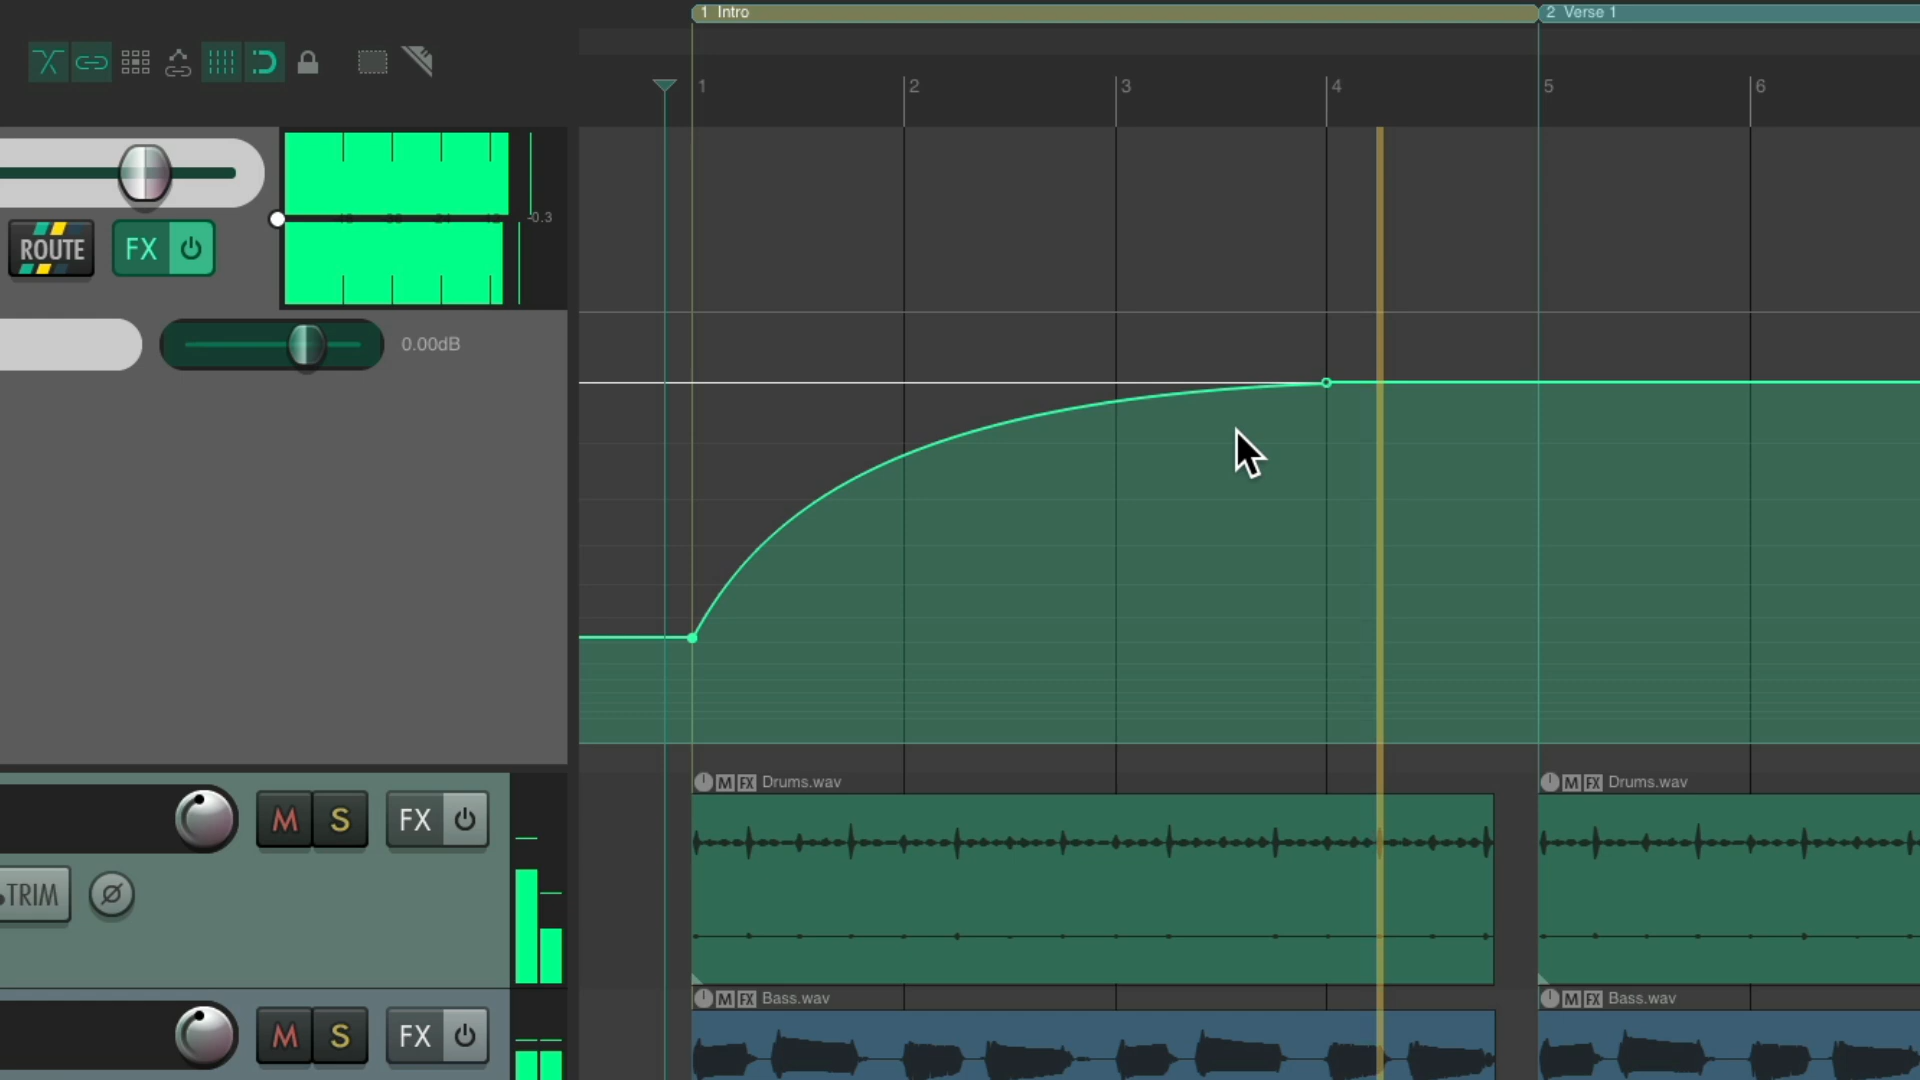 1 Intro
2 Verse 1
1 2 3 4 5 6
-0.3
ROUTE FX
0.00dB
M FX Drums.wav
M FX Drums.wav
M S FX
TRIM Ø
M FX Bass.wav
M FX Bass.wav
M S FX